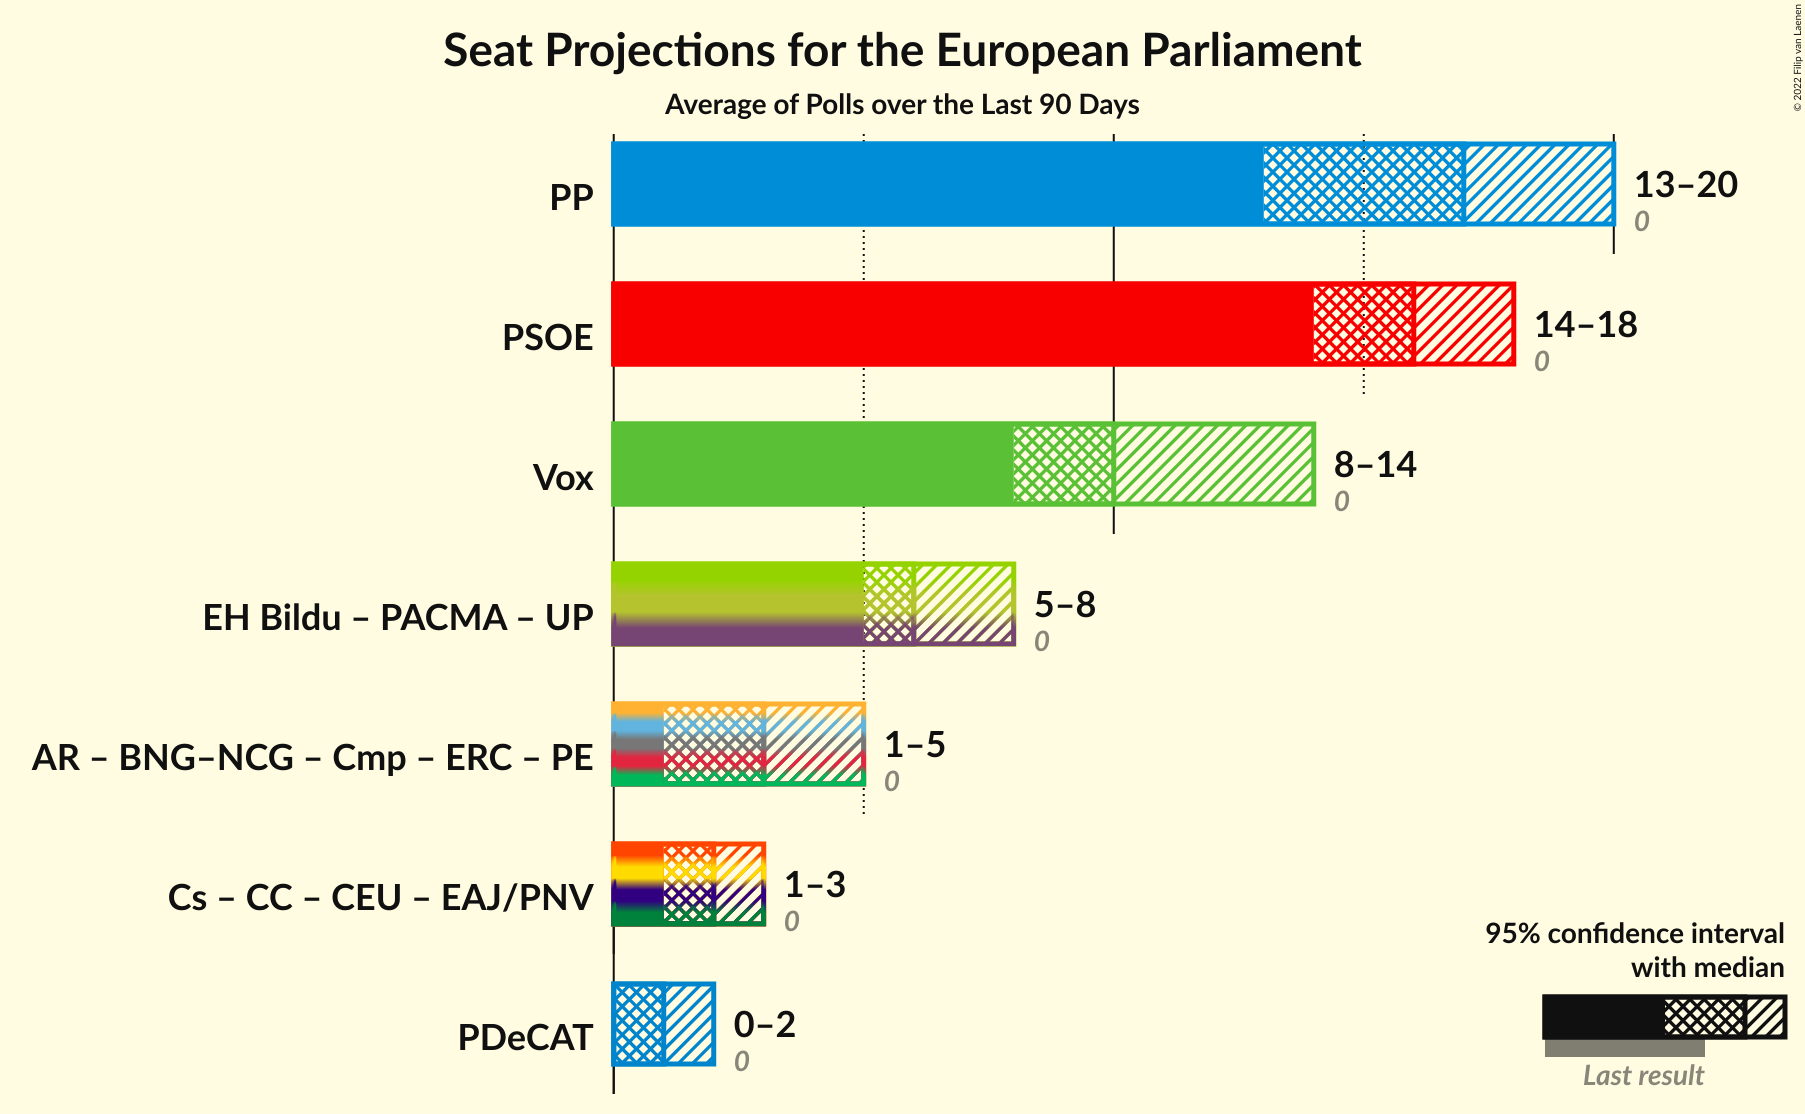 Seat Projections for the European Parliament
Average of Polls over the Last 90 Days
© 2022 Filip van Laenen
PP
13–20
0
PSOE
14–18
0
Vox
8–14
0
EH Bildu – PACMA – UP
5–8
0
AR – BNG–NCG – Cmp – ERC – PE
1–5
0
Cs – CC – CEU – EAJ/PNV
1–3
0
PDeCAT
0–2
0
95% confidence interval
with median
Last result